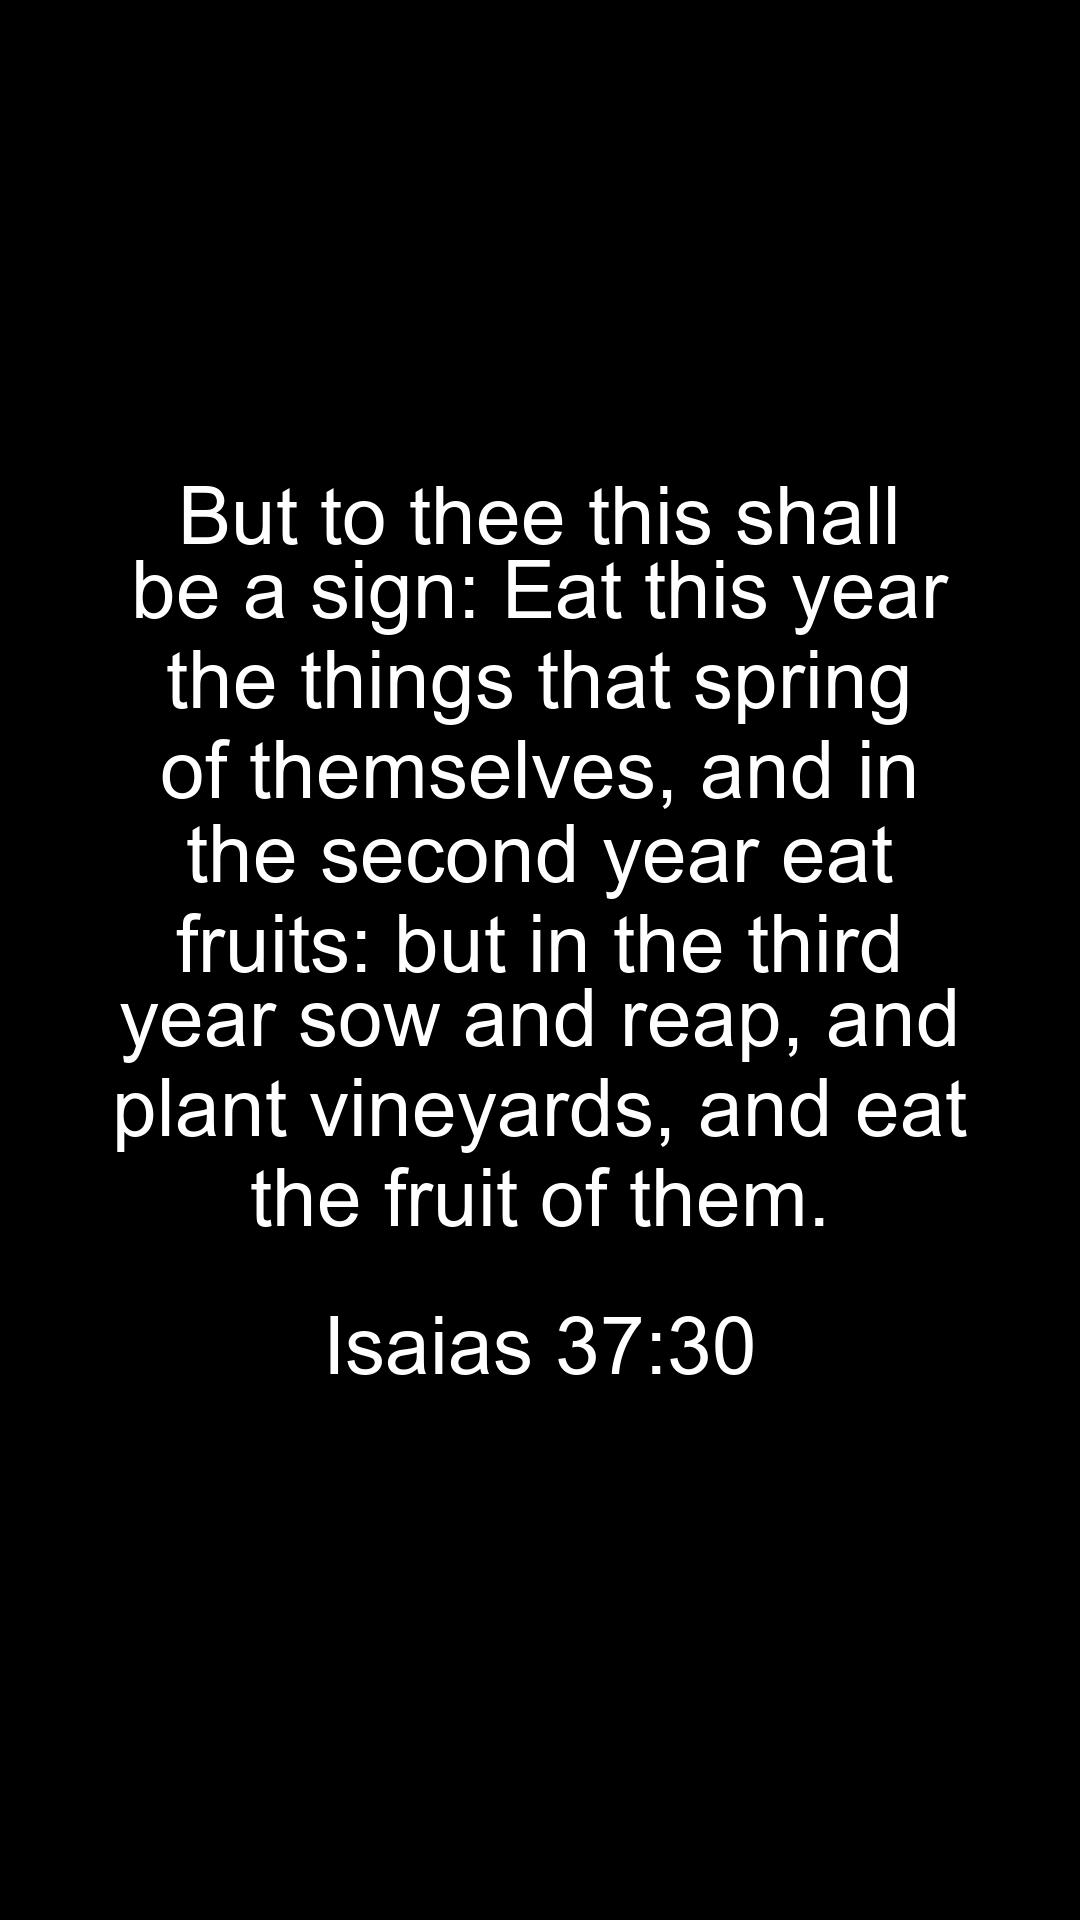 But to thee this shall
be a sign: Eat this year
the things that spring
of themselves, and in
the second year eat
fruits: but in the third
year sow and reap, and
plant vineyards, and eat
the fruit of them.
Isaias 37:30